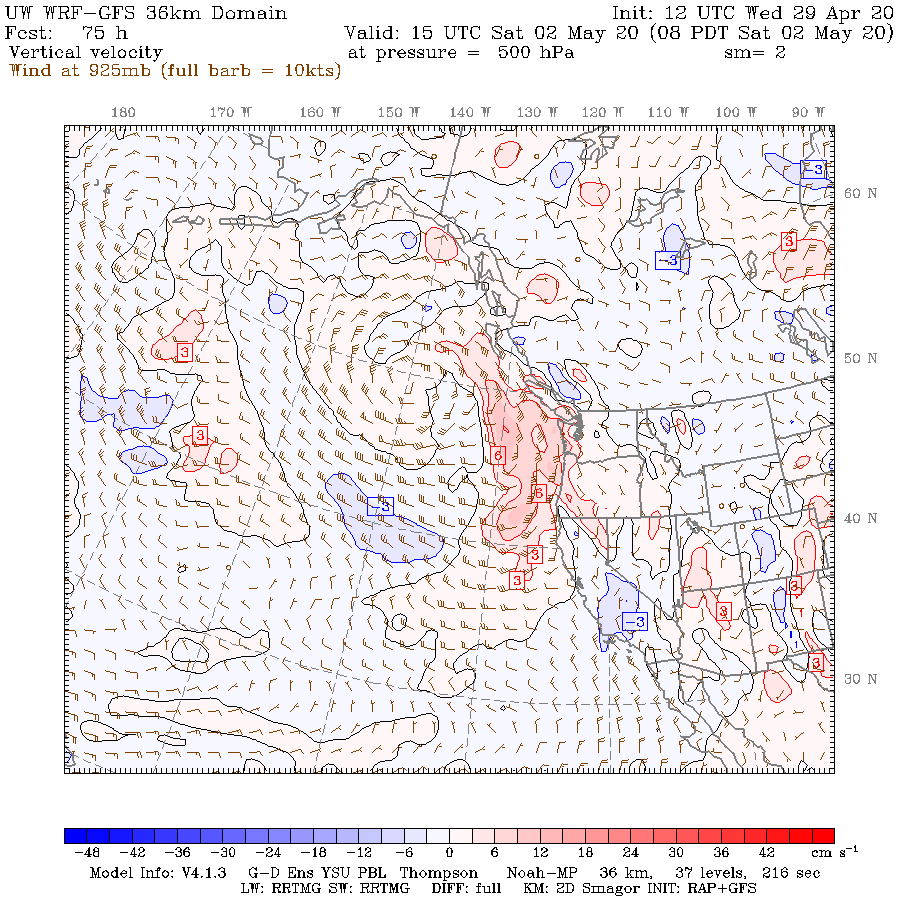 UW WRF-GFS 36km Domain Init: 12 UTC Wed 29 Apr 20
Fcst: 75 h Valid: 15 UTC Sat 02 May 20 (08 PDT Sat 02 May 20)
Vertical velocity at pressure = 500 hPa sm= 2
Wind at 925mb (full barb = 10kts)
180 170 W 160 W 150 W 140 W 130 W 120 W 110 W 100 W 90 W
-3
60 N
3
-3
3
50 N
3
6
-3
6
40 N
3
3
3
3
-3
3
30 N
-48 -42 -36 -30 -24 -18 -12 -6 0 6 12 18 24 30 36 42 cm s⁻¹
Model Info: V4.1.3 G-D Ens YSU PBL Thompson Noah-MP 36 km, 37 levels, 216 sec
LW: RRTMG SW: RRTMG DIFF: full KM: 2D Smagor INIT: RAP+GFS